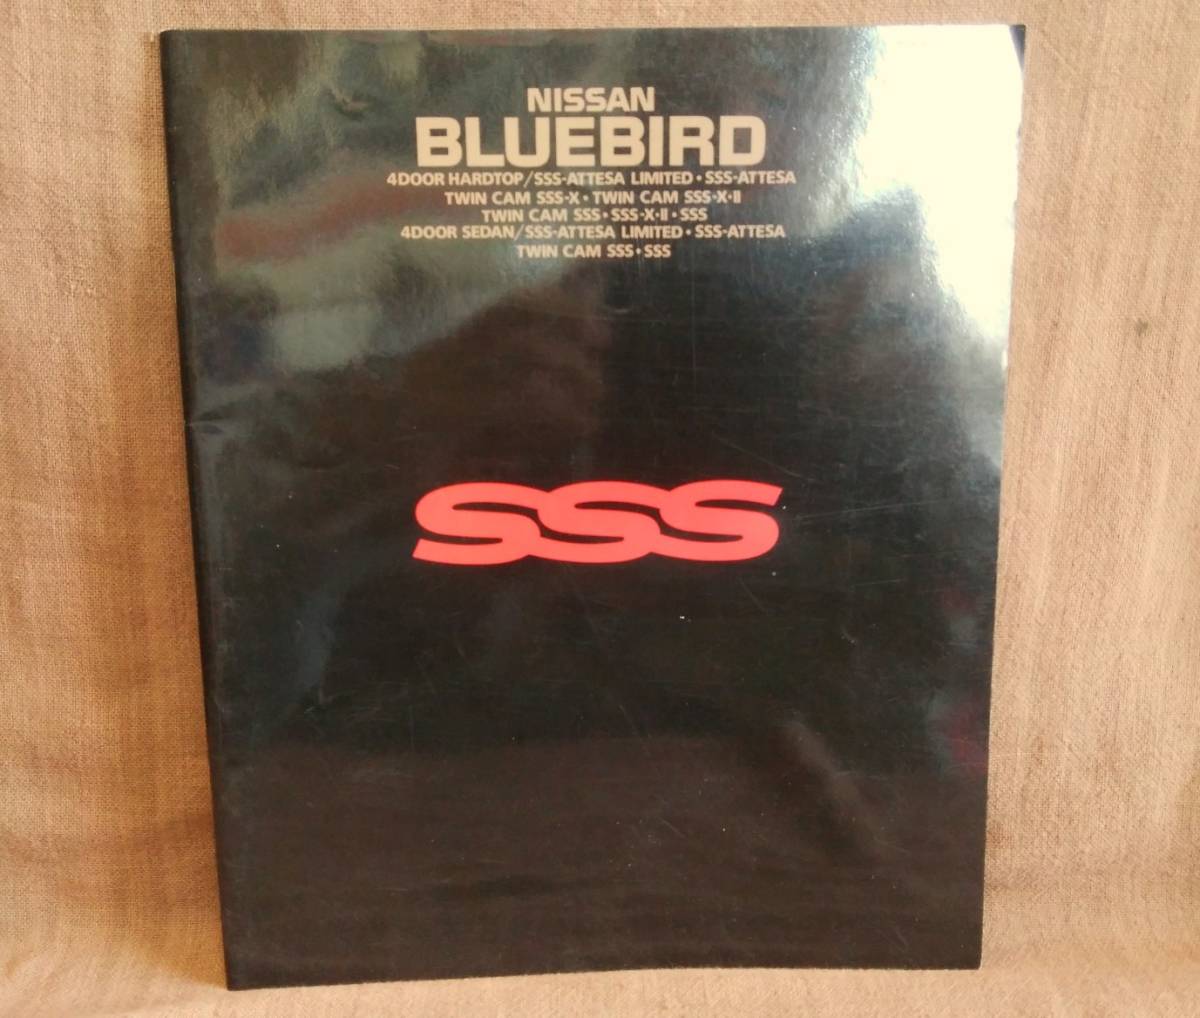 NISSAN
BLUEBIRD
4DOOR HARDTOP/SSS-ATTESA LIMITED・SSS-ATTESA
TWIN CAM SSS-X・TWIN CAM SSS-X・II
TWIN CAM SSS・SSS-X・II・SSS
4DOOR SEDAN/SSS-ATTESA LIMITED・SSS-ATTESA
TWIN CAM SSS・SSS
SSS